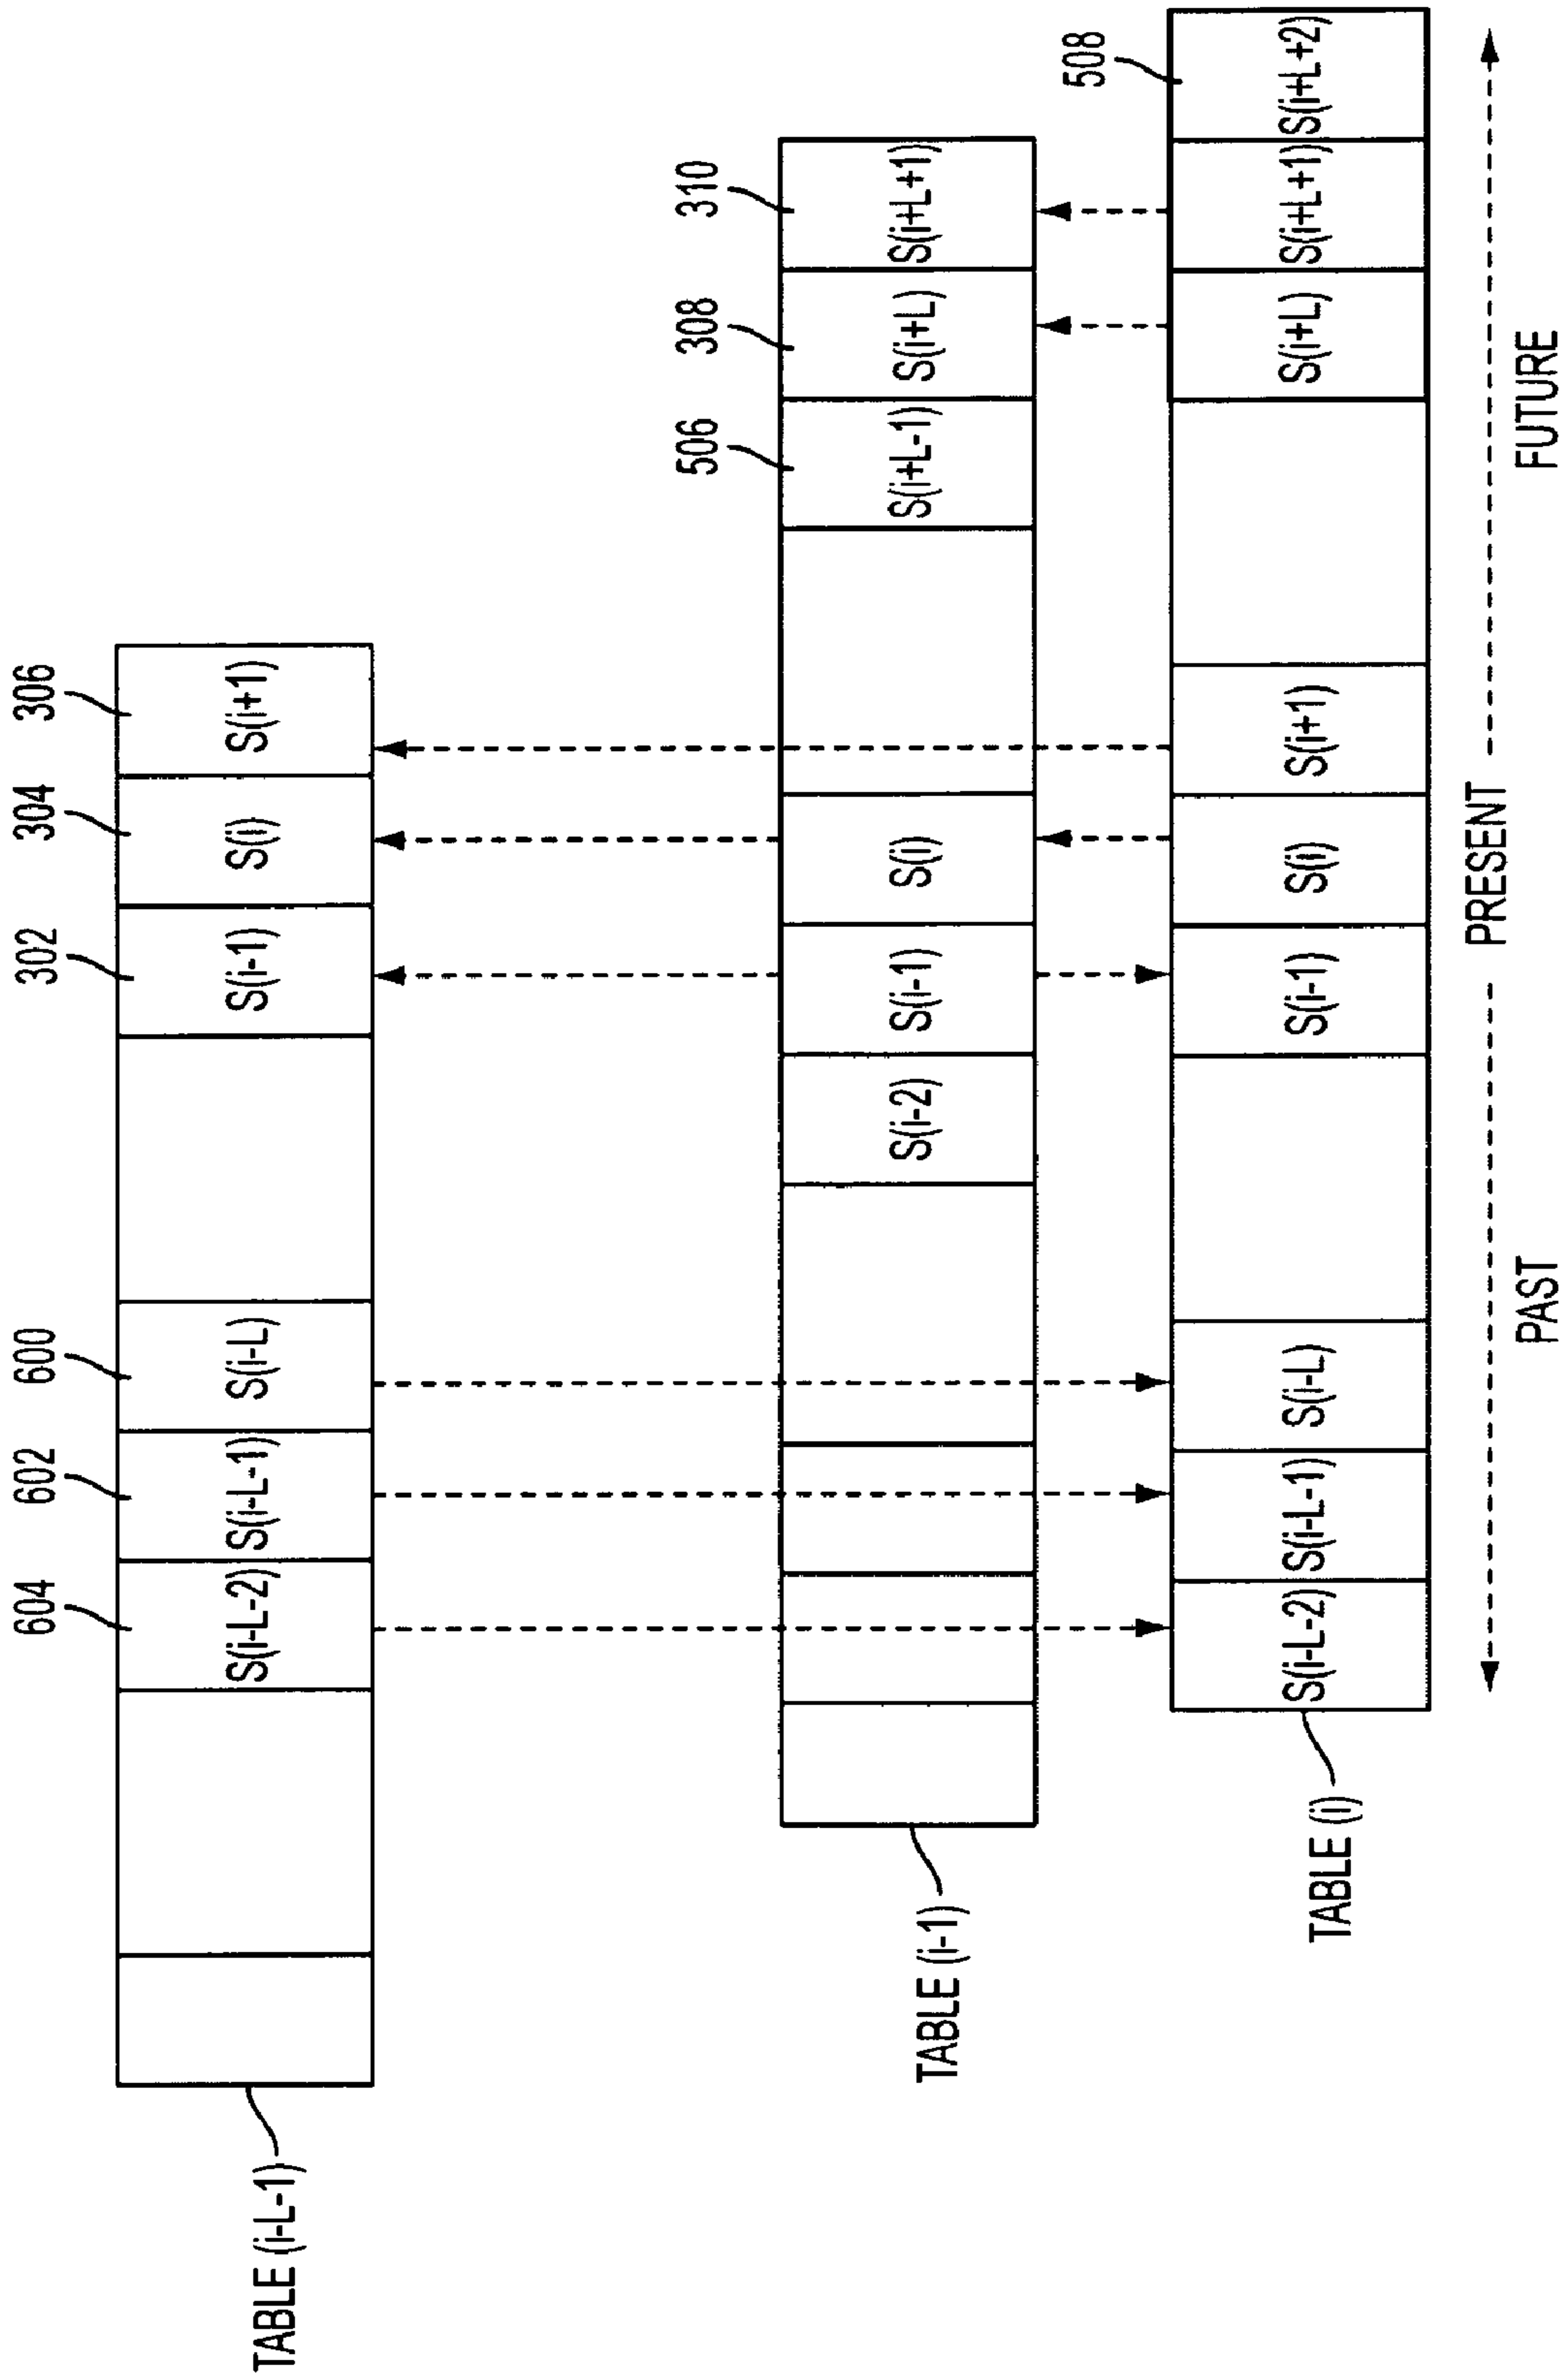 604 602 600 302 304 306
S(i-L-2) S(i-L-1) S(i-L) S(i-1) S(i) S(i+1)
TABLE (i-L-1)
506 308 310
S(i-2) S(i-1) S(i) S(i+L-1) S(i+L) S(i+L+1)
TABLE (i-1)
508
S(i-L-2) S(i-L-1) S(i-L) S(i-1) S(i) S(i+1) S(i+L) S(i+L+1) S(i+L+2)
TABLE (i)
PRESENT
PAST FUTURE